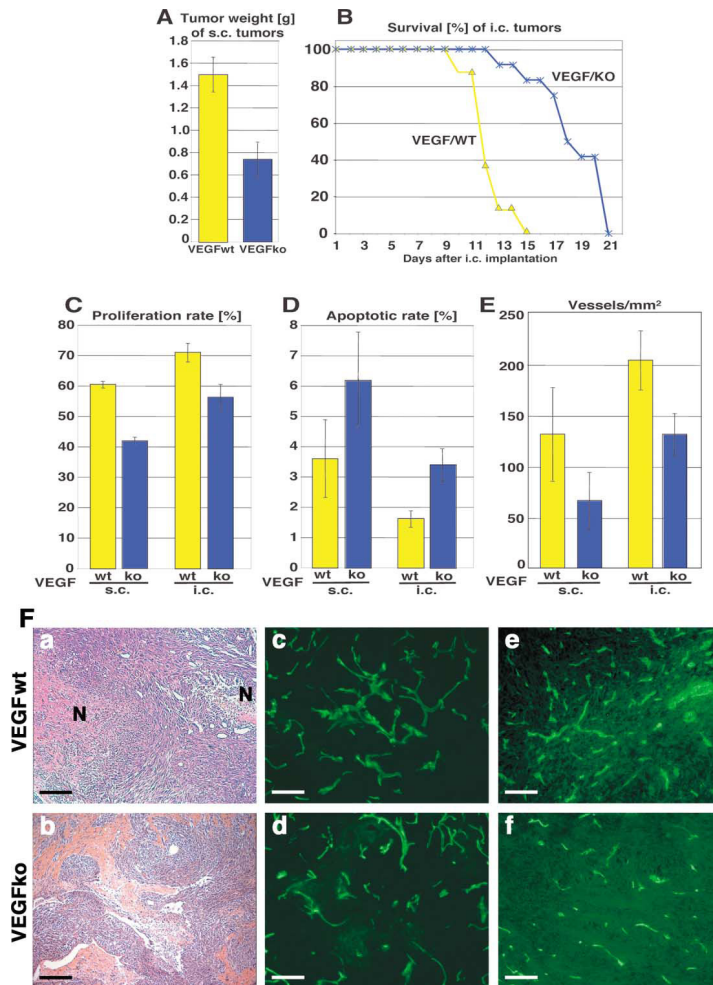 A Tumor weight [g]
of s.c. tumors
1.8
1.6
1.4
1.2
1.0
0.8
0.6
0.4
0.2
0
VEGFwt VEGFko
B Survival [%] of i.c. tumors
100
80
60
40
20
0
VEGF/KO
VEGF/WT
1 3 5 7 9 11 13 15 17 19 21
Days after i.c. implantation
C Proliferation rate [%]
80
70
60
50
40
30
20
10
0
wt ko wt ko
VEGF s.c. i.c.
D Apoptotic rate [%]
8
7
6
5
4
3
2
1
0
wt ko wt ko
VEGF s.c. i.c.
E Vessels/mm²
250
200
150
100
50
wt ko wt ko
VEGF s.c. i.c.
F
VEGFwt
a
N
N
c
e
VEGFko
b
d
f